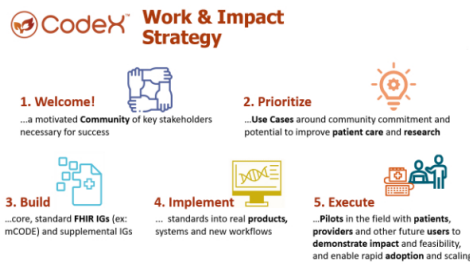 CodeX™ Work & Impact
Strategy
1. Welcome!
...a motivated Community of key stakeholders
necessary for success
2. Prioritize
...Use Cases around community commitment and
potential to improve patient care and research
3. Build
...core, standard FHIR IGs (ex:
mCODE) and supplemental IGs
4. Implement
... standards into real products,
systems and new workflows
5. Execute
...Pilots in the field with patients,
providers and other future users to
demonstrate impact and feasibility,
and enable rapid adoption and scaling